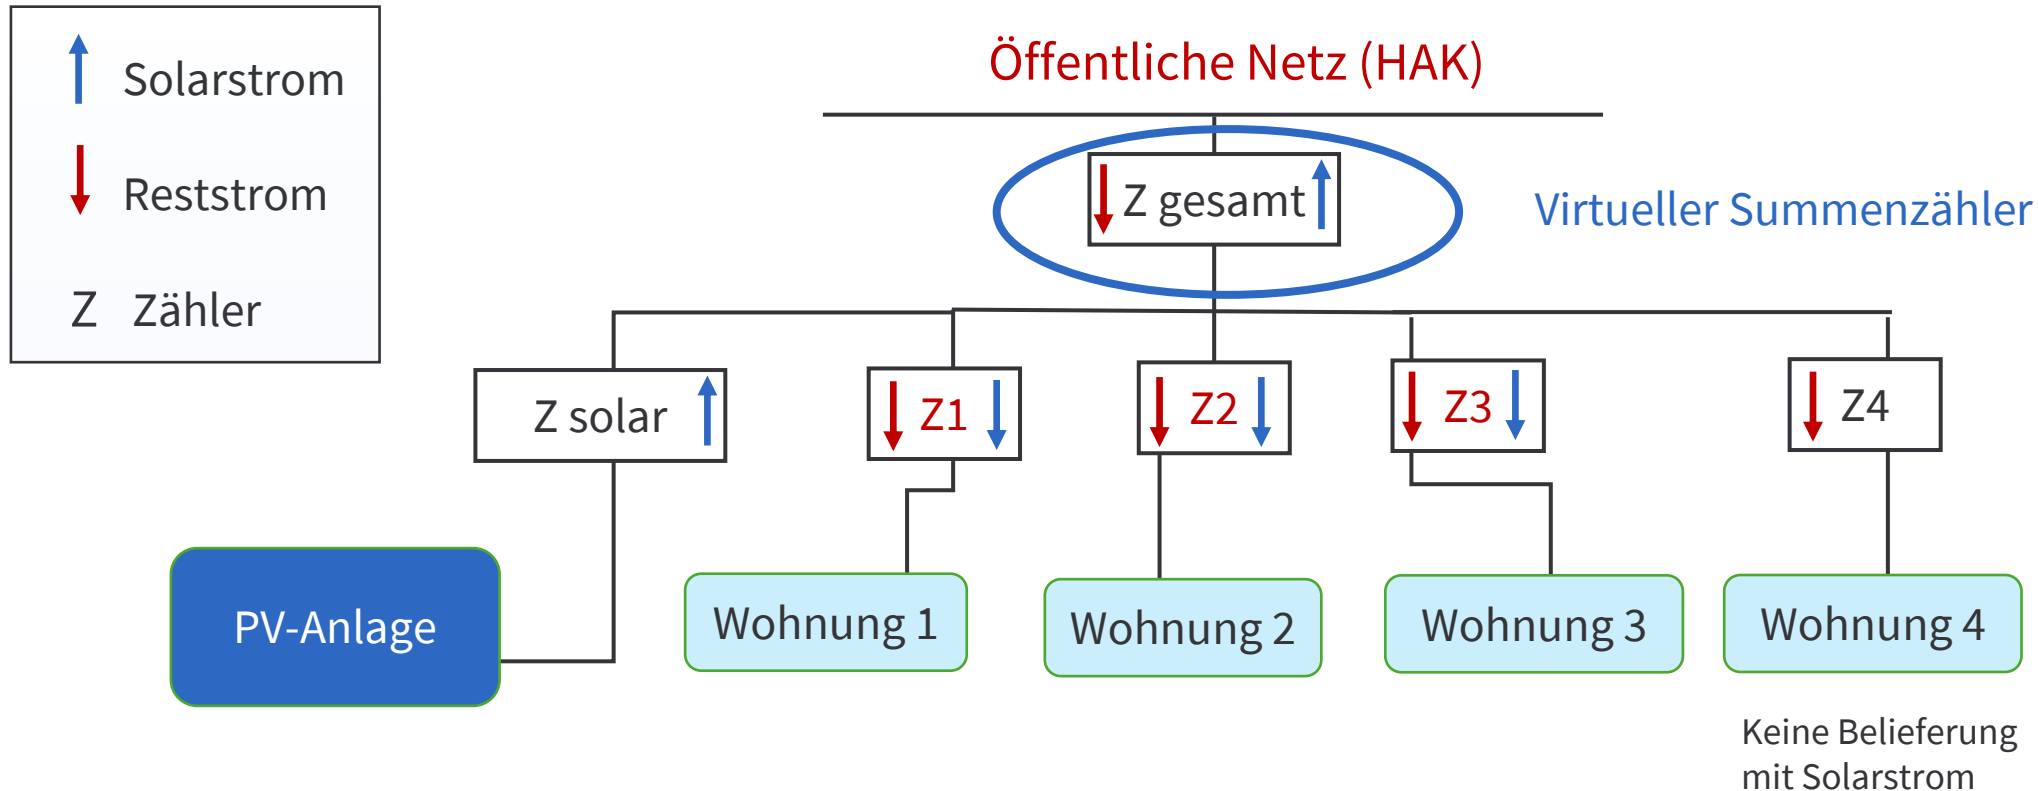 Solarstrom
Reststrom
Z Zähler
Öffentliche Netz (HAK)
Z gesamt
Virtueller Summenzähler
Z solar
Z1
Z2
Z3
Z4
PV-Anlage
Wohnung 1
Wohnung 2
Wohnung 3
Wohnung 4
Keine Belieferung
mit Solarstrom